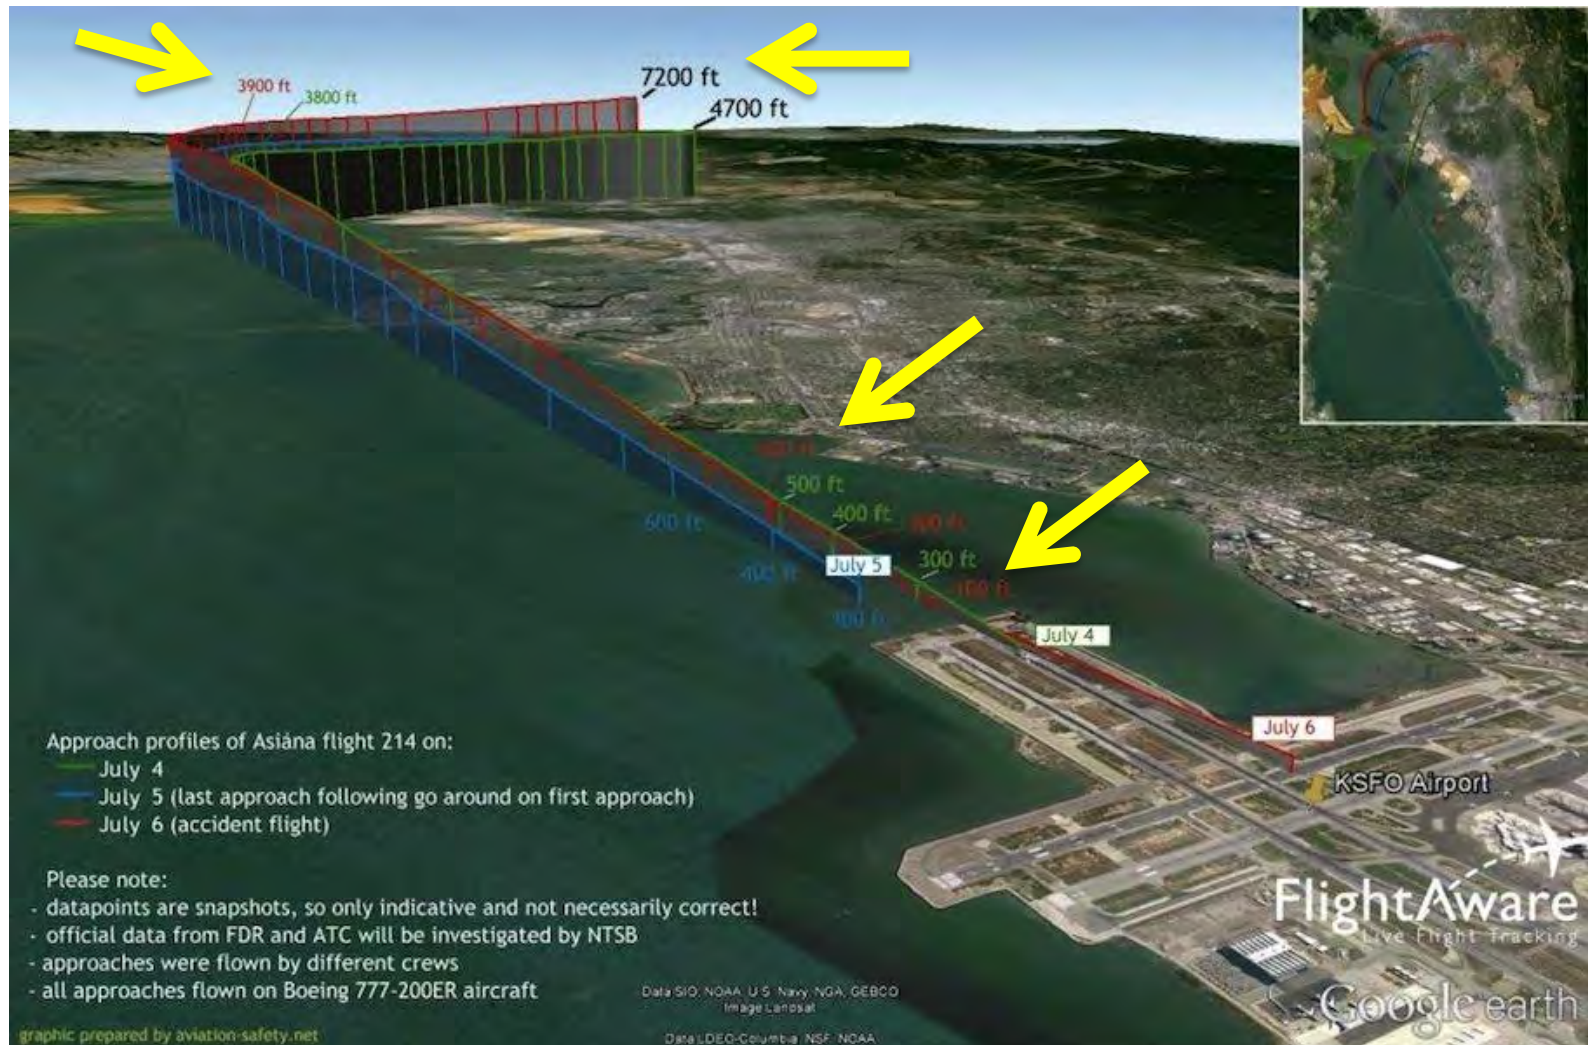 3900 ft
3800 ft
7200 ft
4700 ft
500 ft
400 ft
600 ft
300 ft
400 ft
July 5
100 ft
July 4
July 6
KSFO Airport
Approach profiles of Asiána flight 214 on:
July 4
July 5 (last approach following go around on first approach)
July 6 (accident flight)
Please note:
- datapoints are snapshots, so only indicative and not necessarily correct!
- official data from FDR and ATC will be investigated by NTSB
- approaches were flown by different crews
- all approaches flown on Boeing 777-200ER aircraft
graphic prepared by aviation-safety.net
Data SIO, NOAA, U.S. Navy, NGA, GEBCO
Image Landsat
Data LDEO-Columbia, NSF, NOAA
FlightAware
Live Flight Tracking
Google earth